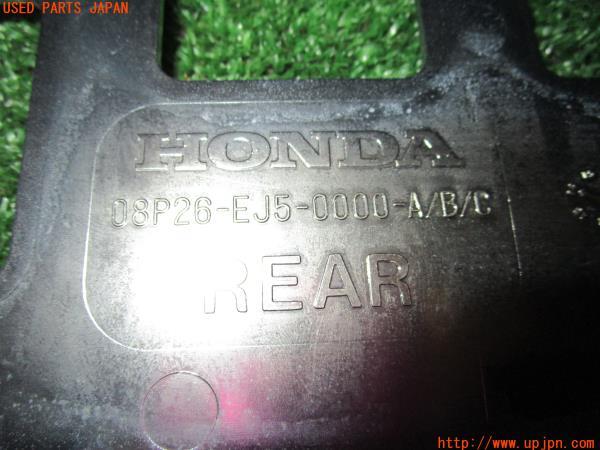 USED PARTS JAPAN
HONDA
08P26-EJ5-0000-A/B/C
REAR
http://www.upjpn.com